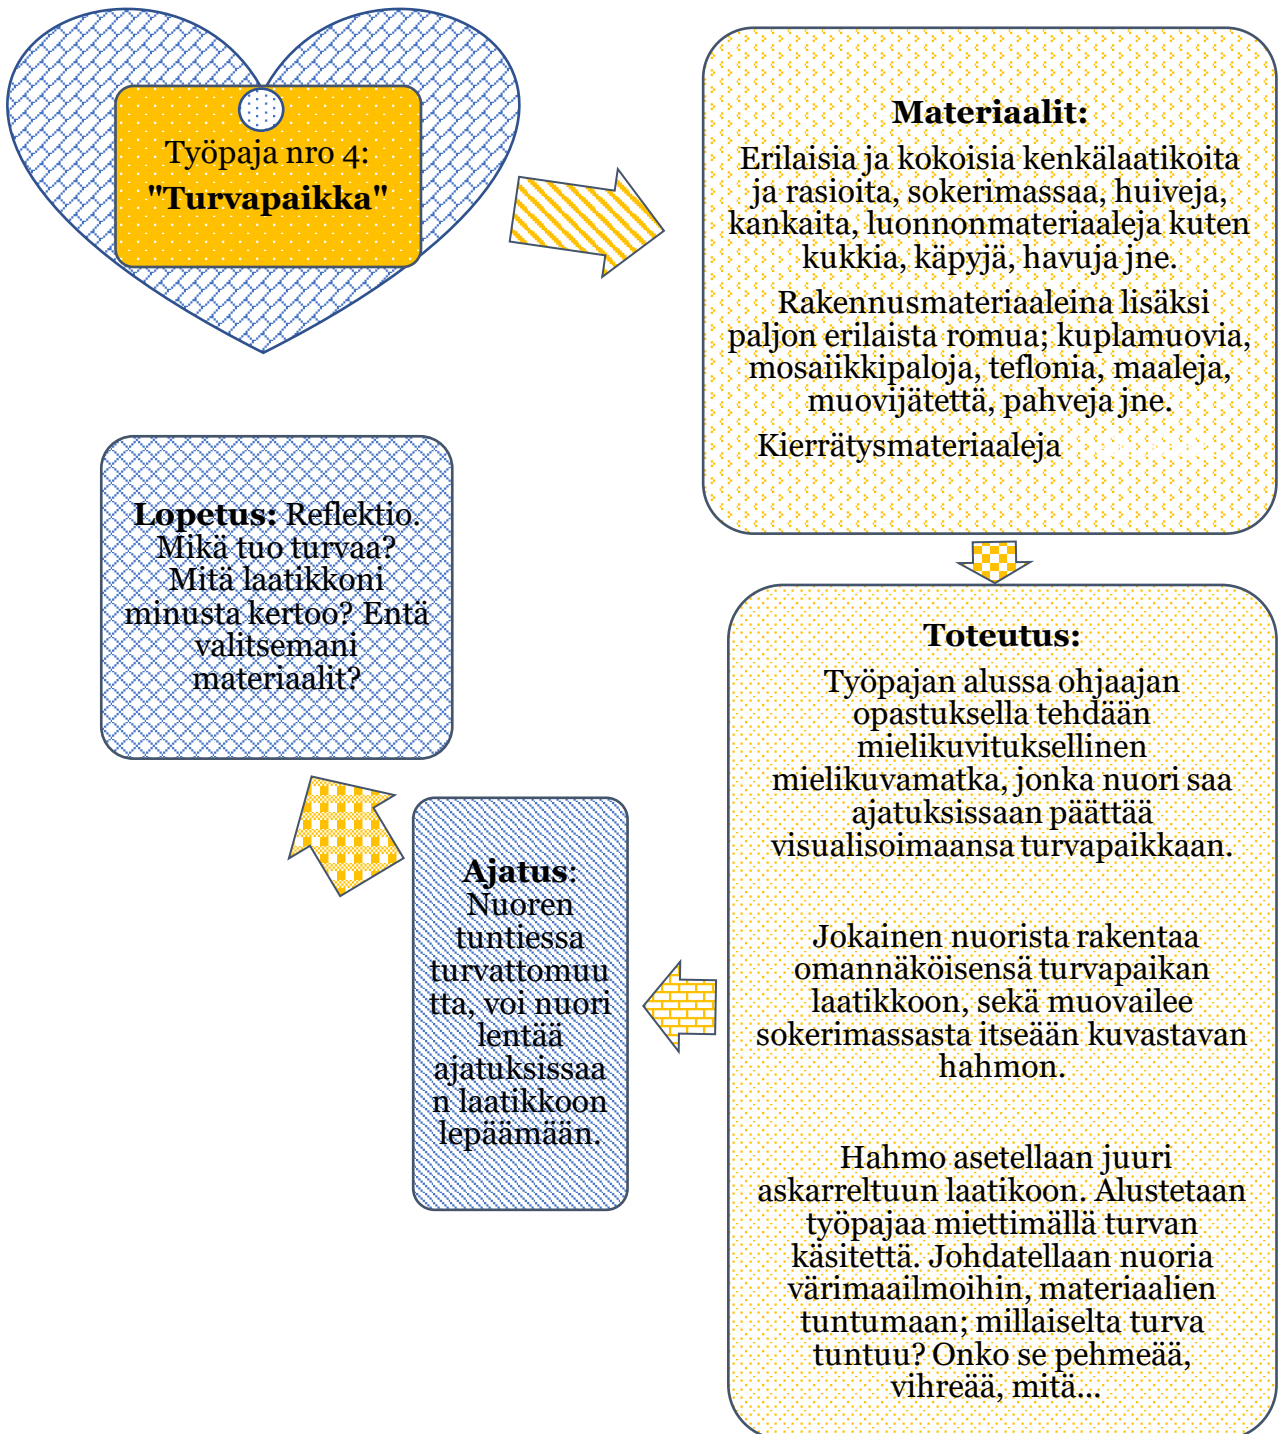 Työpaja nro 4:
"Turvapaikka"
Materiaalit:
Erilaisia ja kokoisia kenkälaatikoita
ja rasioita, sokerimassaa, huiveja,
kankaita, luonnonmateriaaleja kuten
kukkia, käpyjä, havuja jne.
Rakennusmateriaaleina lisäksi
paljon erilaista romua; kuplamuovia,
mosaiikkipaloja, teflonia, maaleja,
muovijätettä, pahveja jne.
Kierrätysmateriaaleja
Toteutus:
Työpajan alussa ohjaajan
opastuksella tehdään
mielikuvituksellinen
mielikuvamatka, jonka nuori saa
ajatuksissaan päättää
visualisoimaansa turvapaikkaan.
Jokainen nuorista rakentaa
omannäköisensä turvapaikan
laatikkoon, sekä muovailee
sokerimassasta itseään kuvastavan
hahmon.
Hahmo asetellaan juuri
askarreltuun laatikoon. Alustetaan
työpajaa miettimällä turvan
käsitettä. Johdatellaan nuoria
värimaailmoihin, materiaalien
tuntumaan; millaiselta turva
tuntuu? Onko se pehmeää,
vihreää, mitä...
Ajatus:
Nuoren
tuntiessa
turvattomuu
tta, voi nuori
lentää
ajatuksissaa
n laatikkoon
lepäämään.
Lopetus: Reflektio.
Mikä tuo turvaa?
Mitä laatikkoni
minusta kertoo? Entä
valitsemani
materiaalit?